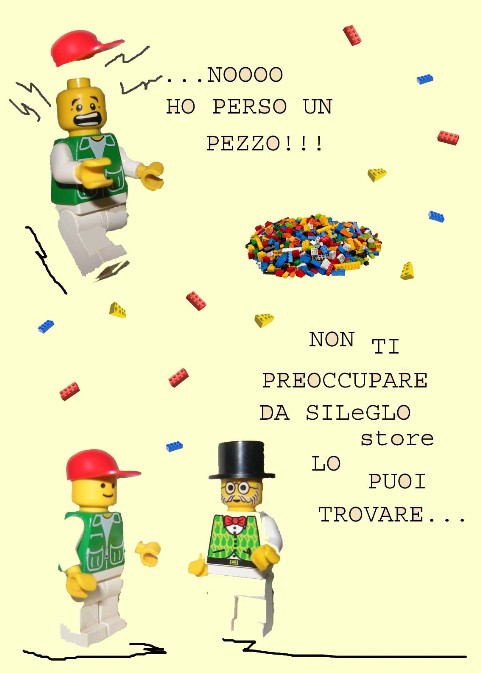 ...NOOOO
HO PERSO UN
PEZZO!!!
NON TI
PREOCCUPARE
DA SILeGLO
store
LO
PUOI
TROVARE...